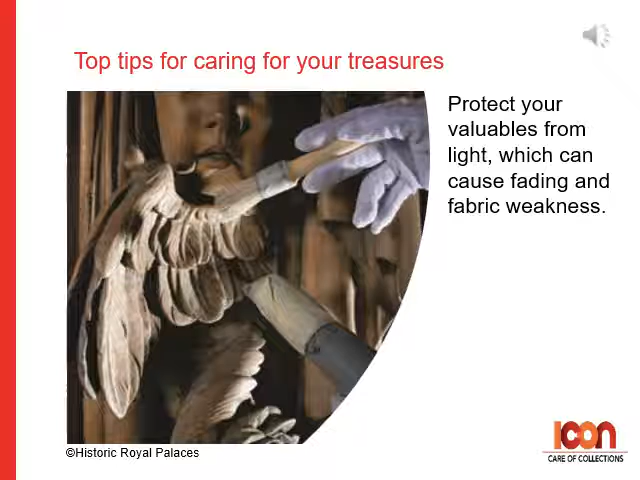 Top tips for caring for your treasures
Protect your
valuables from
light, which can
cause fading and
fabric weakness.
©Historic Royal Palaces
icon
CARE OF COLLECTIONS